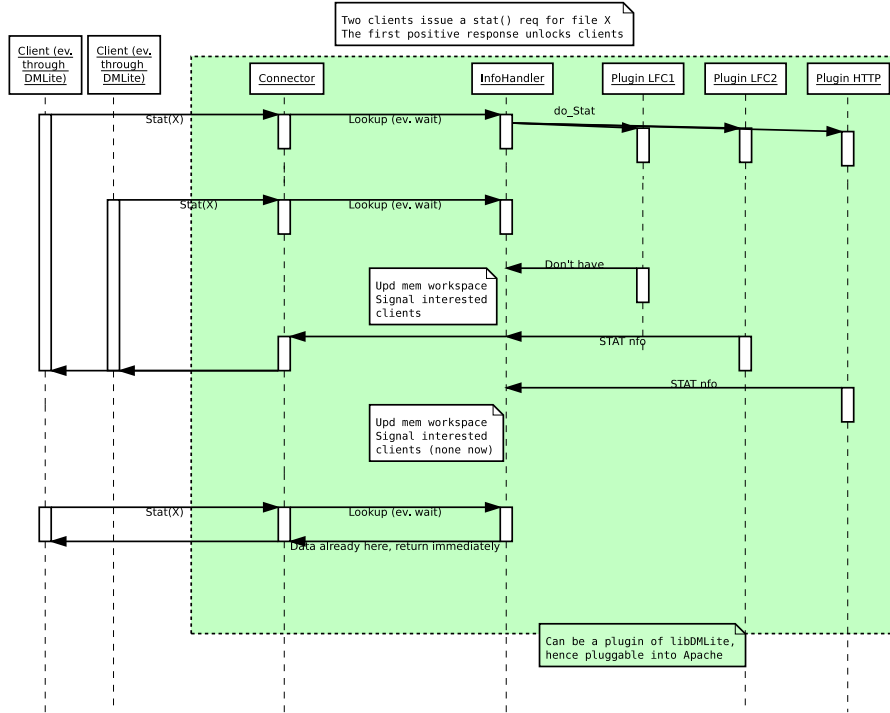 Two clients issue a stat() req for file X
The first positive response unlocks clients
Client (ev.
through
DMLite)
Client (ev.
through
DMLite)
Connector
InfoHandler
Plugin LFC1
Plugin LFC2
Plugin HTTP
do_Stat
Stat(X)
Lookup (ev. wait)
Stat(X)
Lookup (ev. wait)
Don't have
Upd mem workspace
Signal interested
clients
STAT nfo
STAT nfo
Upd mem workspace
Signal interested
clients (none now)
Stat(X)
Lookup (ev. wait)
Data already here, return immediately
Can be a plugin of libDMLite,
hence pluggable into Apache